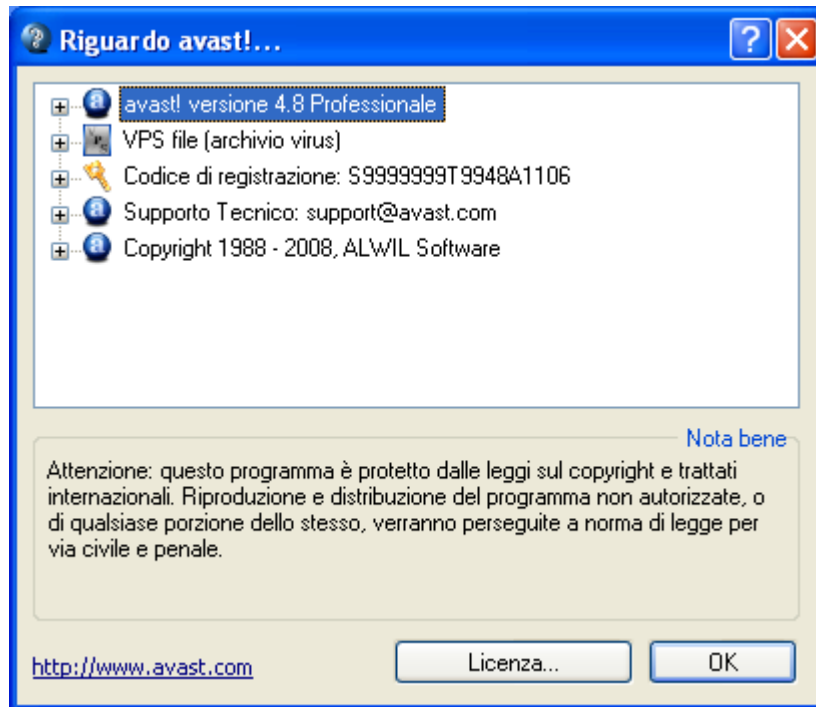 Riguardo avast!...
avast! versione 4.8 Professionale
VPS file (archivio virus)
Codice di registrazione: S9999999T9948A1106
Supporto Tecnico: support@avast.com
Copyright 1988 - 2008, ALWIL Software
Nota bene
Attenzione: questo programma è protetto dalle leggi sul copyright e trattati
internazionali. Riproduzione e distribuzione del programma non autorizzate, o
di qualsiase porzione dello stesso, verranno perseguite a norma di legge per
via civile e penale.
http://www.avast.com
Licenza...
OK